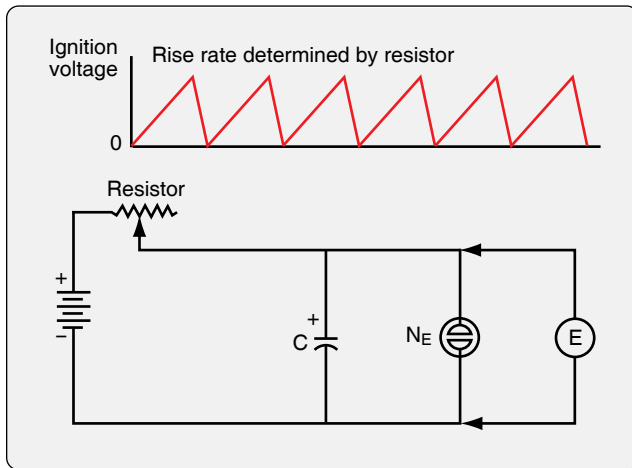 Ignition
voltage
Rise rate determined by resistor
0
Resistor
+
−
+
C
NE
E